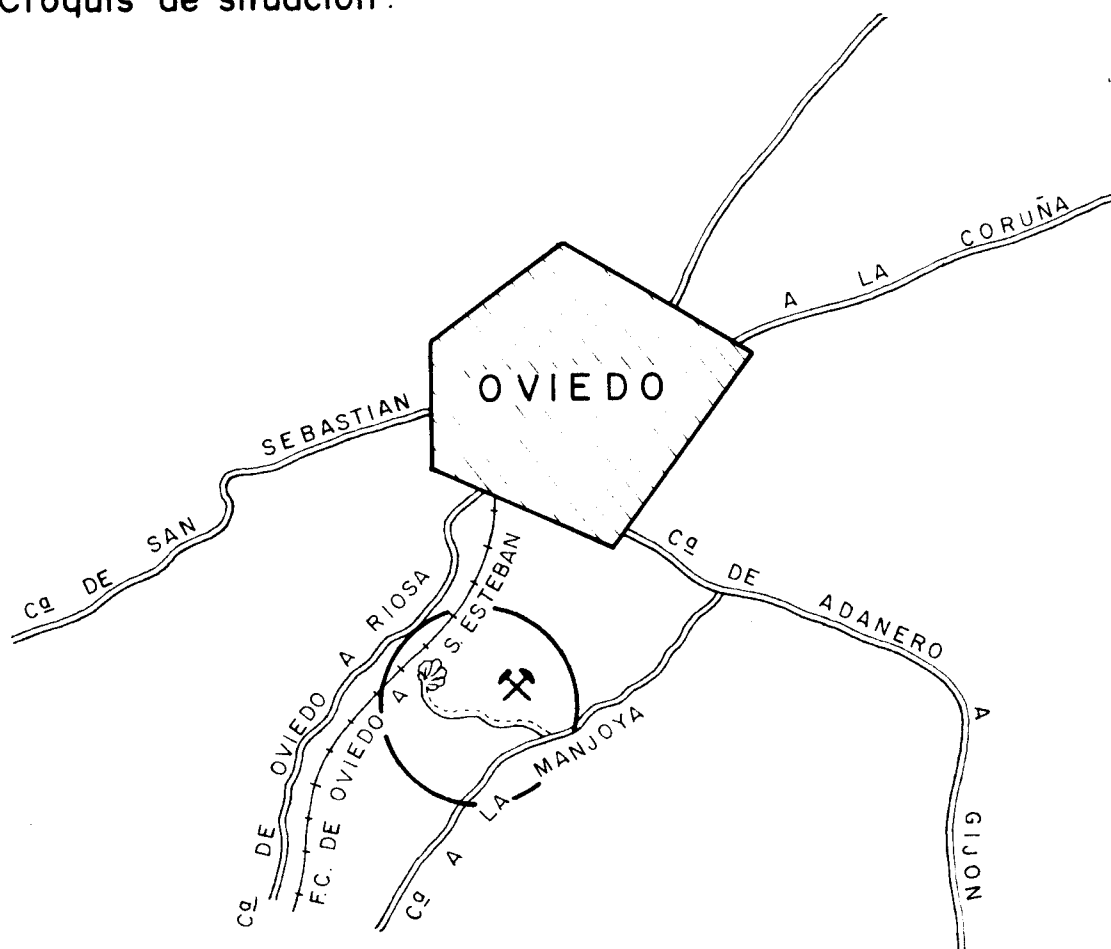 Croquis de situación.
A LA CORUÑA
OVIEDO
Cª DE SAN SEBASTIAN
Cª DE ADANERO A GIJON
Cª DE OVIEDO A RIOSA
F.C. DE OVIEDO A S. ESTEBAN
Cª A LA MANJOYA